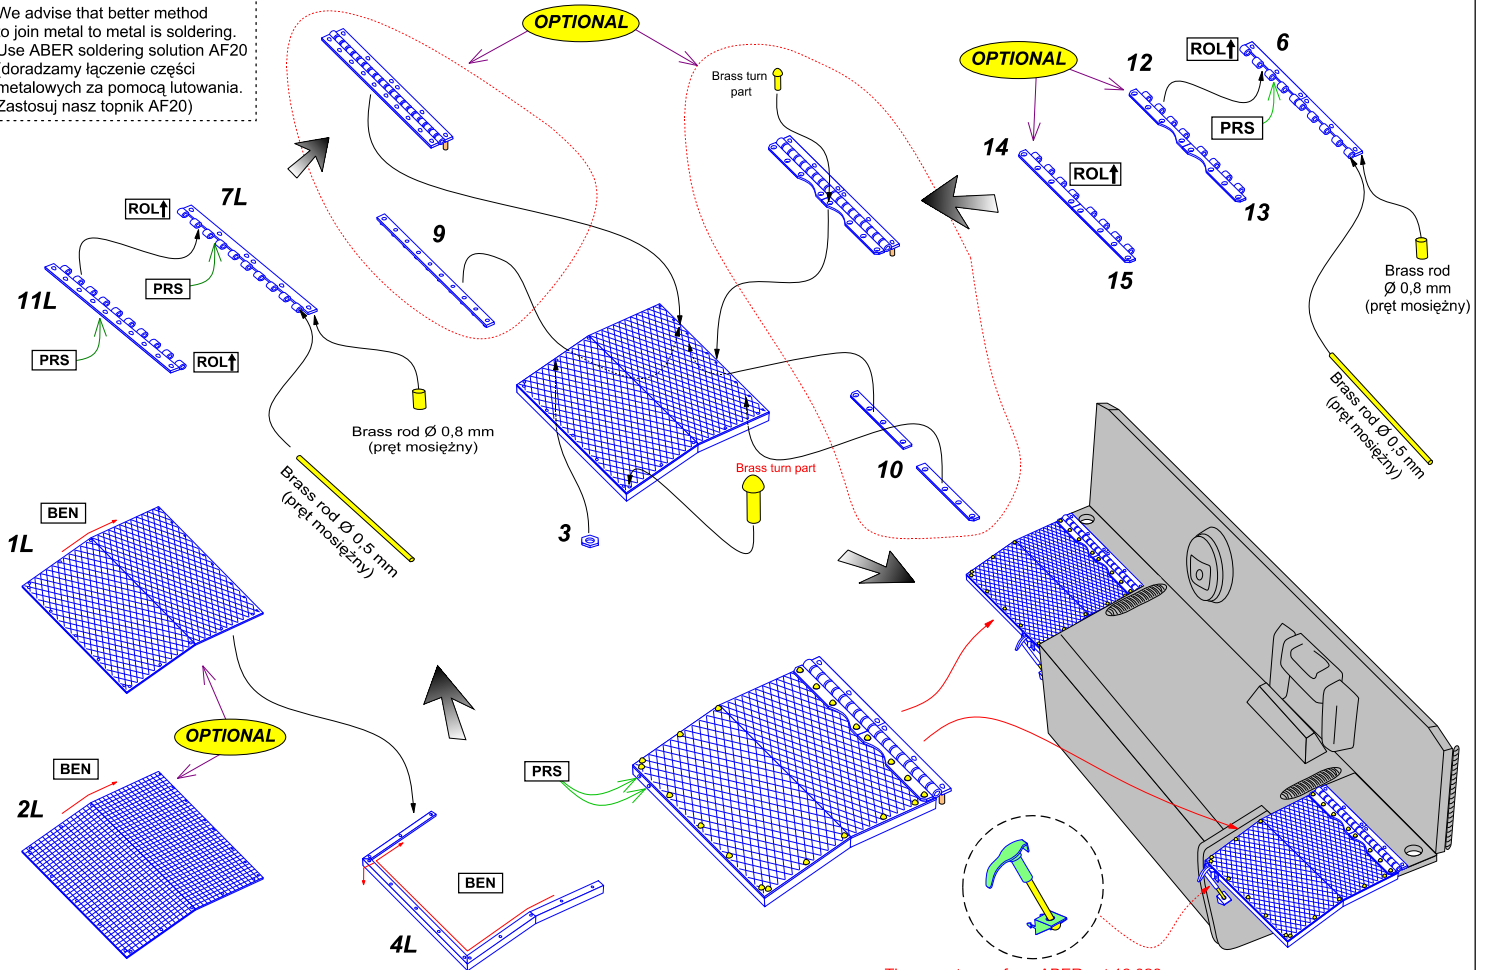 We advise that better method
to join metal to metal is soldering.
Use ABER soldering solution AF20
(doradzamy łączenie części
metalowych za pomocą lutowania.
Zastosuj nasz topnik AF20)
OPTIONAL
Brass turn
part
OPTIONAL
12
ROL
6
PRS
14
ROL
13
15
Brass rod
Ø 0,8 mm
(pręt mosiężny)
Brass rod Ø 0,5 mm
(pręt mosiężny)
7L
ROL
PRS
11L
PRS
ROL
9
Brass rod Ø 0,8 mm
(pręt mosiężny)
Brass rod Ø 0,5 mm
(pręt mosiężny)
10
Brass turn part
3
BEN
1L
OPTIONAL
BEN
2L
BEN
4L
PRS